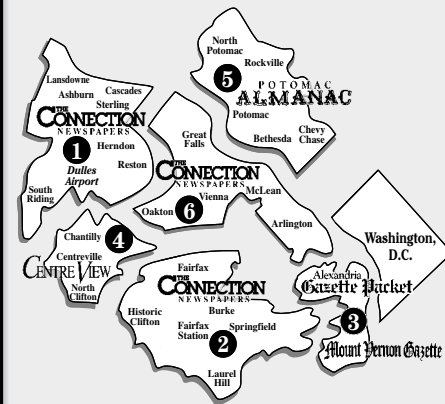 North
Potomac
Rockville
5
POTOMAC
ALMANAC
Potomac
Bethesda
Chevy
Chase
Lansdowne
Ashburn
Cascades
Sterling
THE
CONNECTION
NEWSPAPERS
1
Herndon
Dulles
Airport
Reston
South
Riding
Great
Falls
THE
CONNECTION
NEWSPAPERS
Vienna
McLean
Oakton
6
Arlington
Chantilly
4
Centreville
CENTRE VIEW
North
Clifton
Washington,
D.C.
Fairfax
THE
CONNECTION
NEWSPAPERS
Historic
Clifton
Burke
Fairfax
Station
Springfield
2
Laurel
Hill
Alexandria
Gazette Packet
3
Mount Vernon Gazette